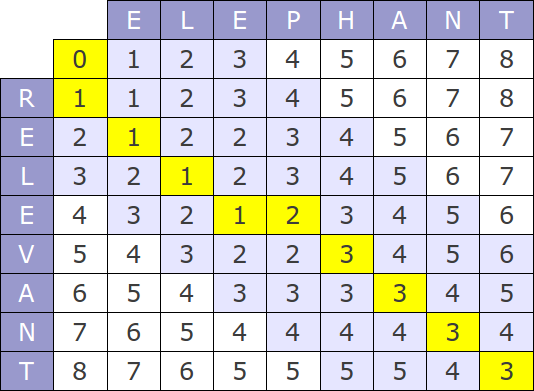 E L E P H A N T
0 1 2 3 4 5 6 7 8
R 1 1 2 3 4 5 6 7 8
E 2 1 2 2 3 4 5 6 7
L 3 2 1 2 3 4 5 6 7
E 4 3 2 1 2 3 4 5 6
V 5 4 3 2 2 3 4 5 6
A 6 5 4 3 3 3 3 4 5
N 7 6 5 4 4 4 4 3 4
T 8 7 6 5 5 5 5 4 3